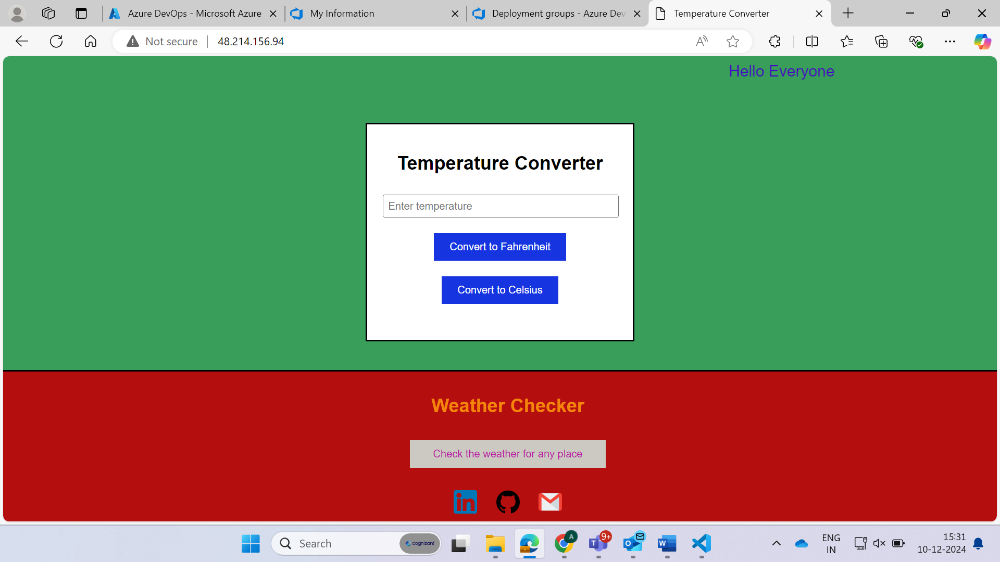 Azure DevOps - Microsoft Azure
My Information
Deployment groups - Azure Dev
Temperature Converter
Not secure
48.214.156.94
Hello Everyone
Temperature Converter
Enter temperature
Convert to Fahrenheit
Convert to Celsius
Weather Checker
Check the weather for any place
in
Search
cognizant
A
9+
T
O
W
ENG
IN
15:31
10-12-2024